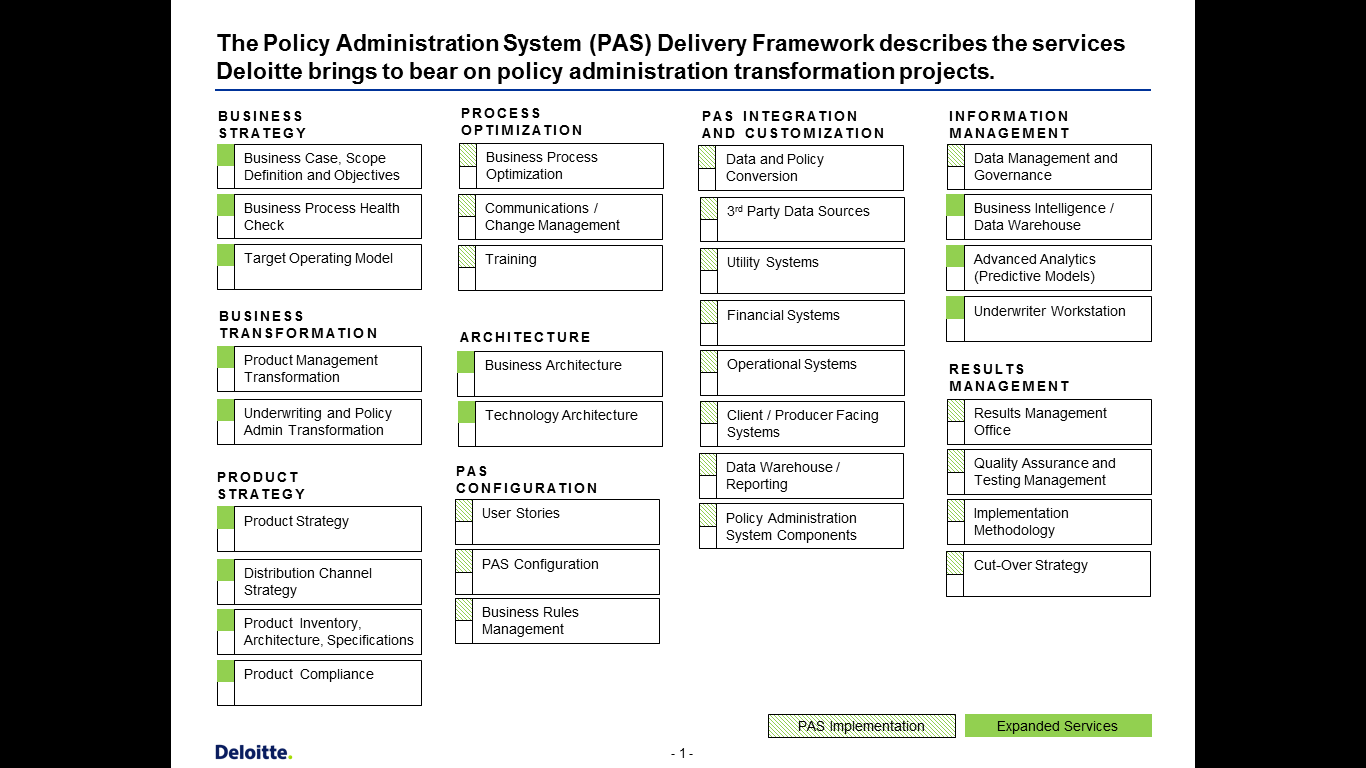 The Policy Administration System (PAS) Delivery Framework describes the services
Deloitte brings to bear on policy administration transformation projects.
BUSINESS
STRATEGY
Business Case, Scope
Definition and Objectives
Business Process Health
Check
Target Operating Model
BUSINESS
TRANSFORMATION
Product Management
Transformation
Underwriting and Policy
Admin Transformation
PRODUCT
STRATEGY
Product Strategy
Distribution Channel
Strategy
Product Inventory,
Architecture, Specifications
Product Compliance
PROCESS
OPTIMIZATION
Business Process
Optimization
Communications /
Change Management
Training
ARCHITECTURE
Business Architecture
Technology Architecture
PAS
CONFIGURATION
User Stories
PAS Configuration
Business Rules
Management
PAS INTEGRATION
AND CUSTOMIZATION
Data and Policy
Conversion
3rd Party Data Sources
Utility Systems
Financial Systems
Operational Systems
Client / Producer Facing
Systems
Data Warehouse /
Reporting
Policy Administration
System Components
INFORMATION
MANAGEMENT
Data Management and
Governance
Business Intelligence /
Data Warehouse
Advanced Analytics
(Predictive Models)
Underwriter Workstation
RESULTS
MANAGEMENT
Results Management
Office
Quality Assurance and
Testing Management
Implementation
Methodology
Cut-Over Strategy
PAS Implementation
Expanded Services
Deloitte.
- 1 -